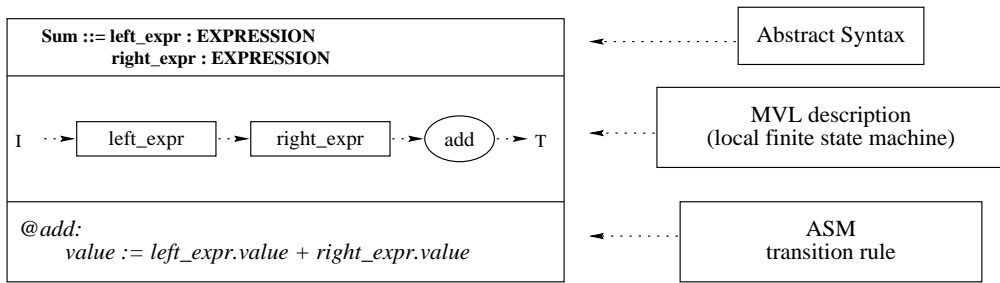 Sum ::= left_expr : EXPRESSION
right_expr : EXPRESSION
Abstract Syntax
I left_expr right_expr add T
MVL description
(local finite state machine)
@add:
value := left_expr.value + right_expr.value
ASM
transition rule